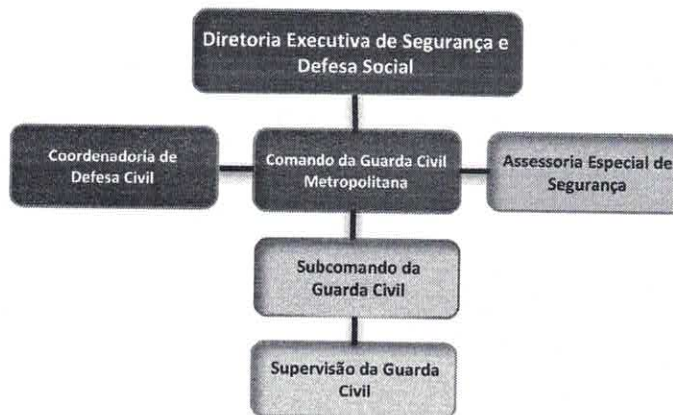 Diretoria Executiva de Segurança e
Defesa Social
Coordenadoria de
Defesa Civil
Comando da Guarda Civil
Metropolitana
Assessoria Especial de
Segurança
Subcomando da
Guarda Civil
Supervisão da Guarda
Civil